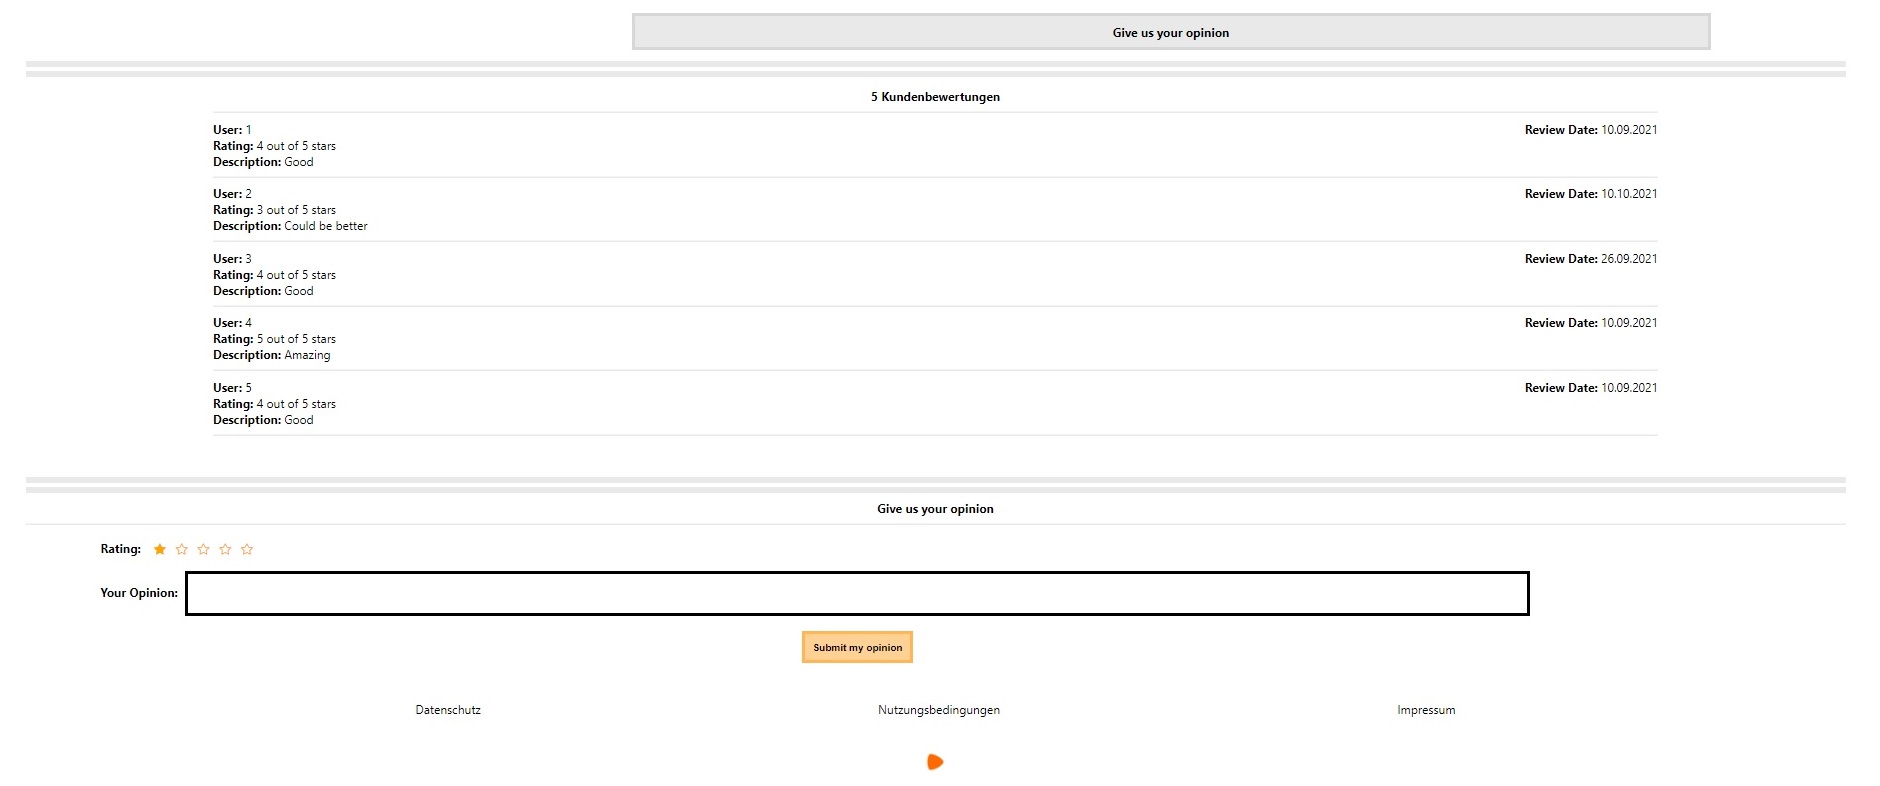 Give us your opinion
5 Kundenbewertungen
User: 1
Review Date: 10.09.2021
Rating: 4 out of 5 stars
Description: Good
User: 2
Review Date: 10.10.2021
Rating: 3 out of 5 stars
Description: Could be better
User: 3
Review Date: 26.09.2021
Rating: 4 out of 5 stars
Description: Good
User: 4
Review Date: 10.09.2021
Rating: 5 out of 5 stars
Description: Amazing
User: 5
Review Date: 10.09.2021
Rating: 4 out of 5 stars
Description: Good
Give us your opinion
Rating:
Your Opinion:
Submit my opinion
Datenschutz
Nutzungsbedingungen
Impressum